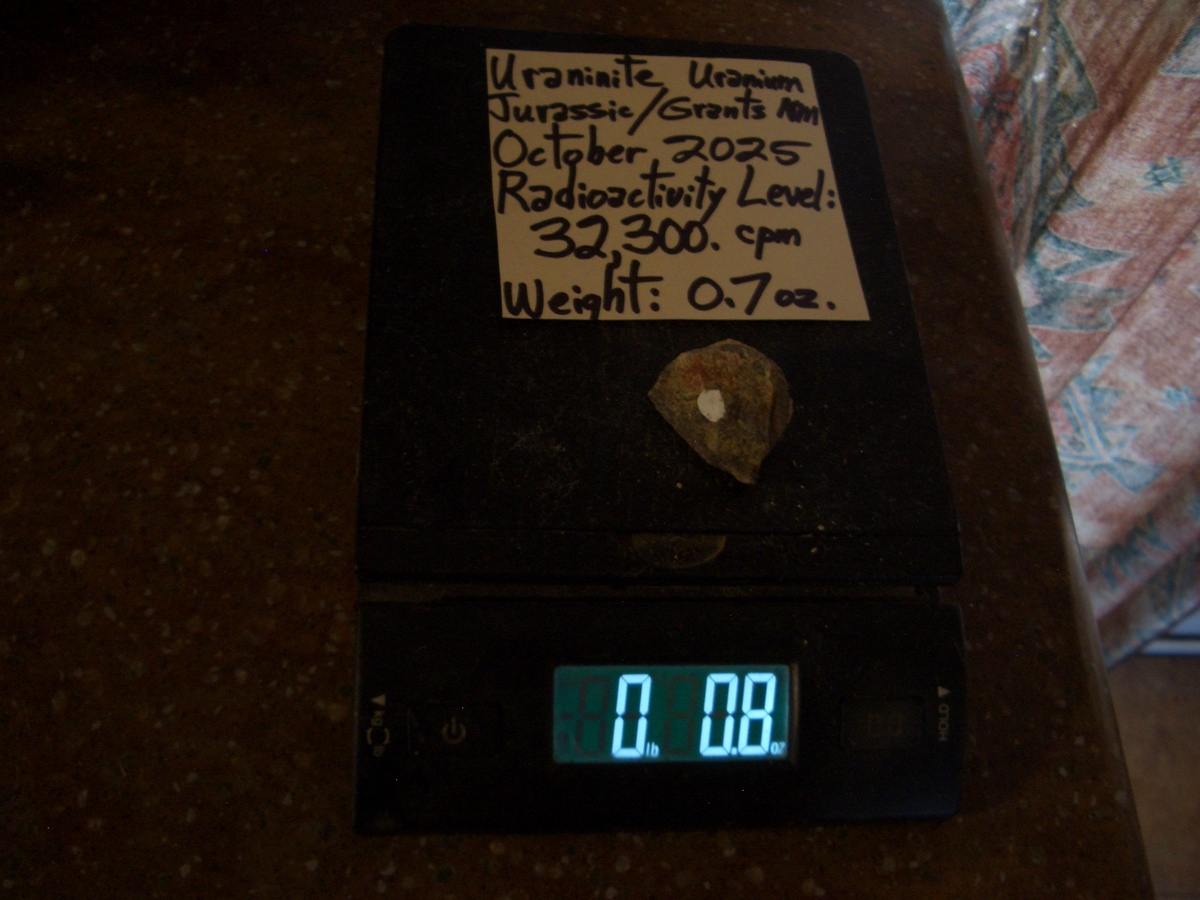 Uraninite, Uranium
Jurassic/Grants Nm
October, 2025
Radioactivity Level:
32,300. cpm
Weight: 0.7 oz.
0 lb 0.8 oz
HOLD